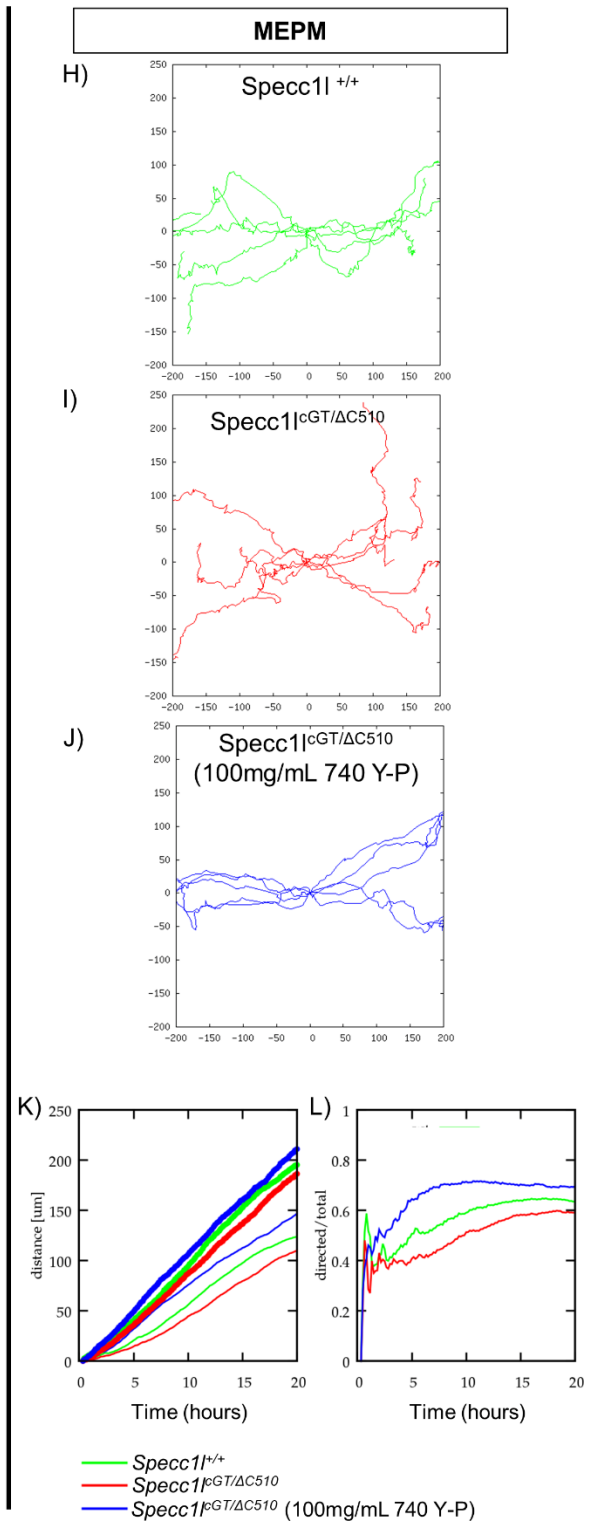 MEPM
H)
Specc1l +/+
250
200
150
100
50
0
−50
−100
−150
−200
−200 −150 −100 −50 0 50 100 150 200
I)
Specc1l cGT/ΔC510
250
200
150
100
50
0
−50
−100
−150
−200
−200 −150 −100 −50 0 50 100 150 200
J)
Specc1l cGT/ΔC510
(100mg/mL 740 Y-P)
250
200
150
100
50
0
−50
−100
−150
−200
−200 −150 −100 −50 0 50 100 150 200
K)
250
200
150
100
50
0
distance [um]
0 5 10 15 20
Time (hours)
L)
1
0.8
0.6
0.4
0.2
0
directed/total
0 5 10 15 20
Time (hours)
Specc1l+/+
Specc1lcGT/ΔC510
Specc1lcGT/ΔC510 (100mg/mL 740 Y-P)